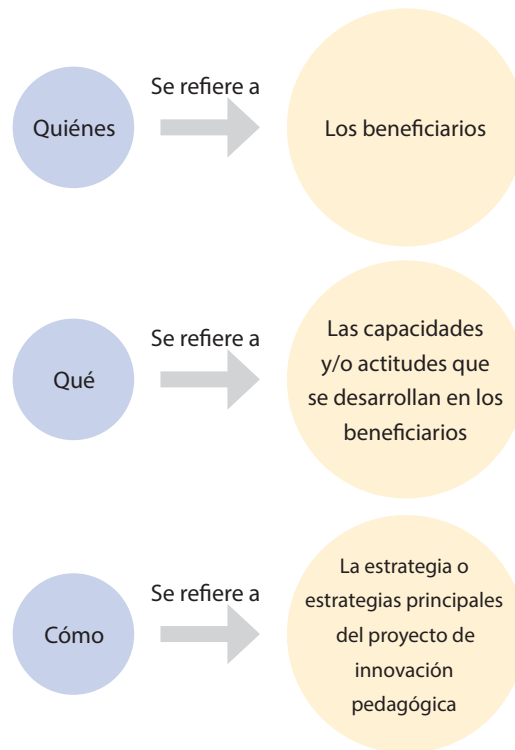 Se refiere a
Quiénes
Los beneficiarios
Se refiere a
Qué
Las capacidades
y/o actitudes que
se desarrollan en los
beneficiarios
Se refiere a
Cómo
La estrategia o
estrategias principales
del proyecto de
innovación
pedagógica